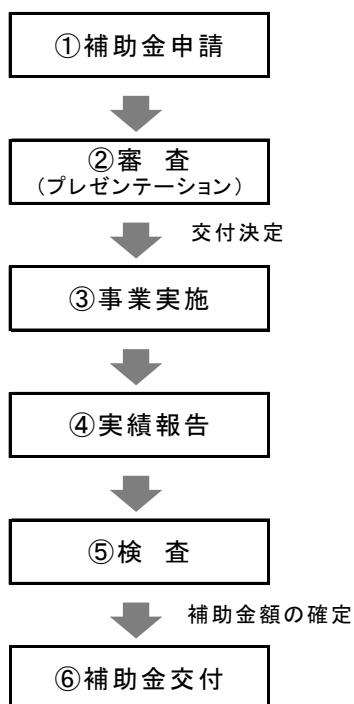 ①補助金申請
②審　査
（プレゼンテーション）
交付決定
③事業実施
④実績報告
⑤検　査
補助金額の確定
⑥補助金交付